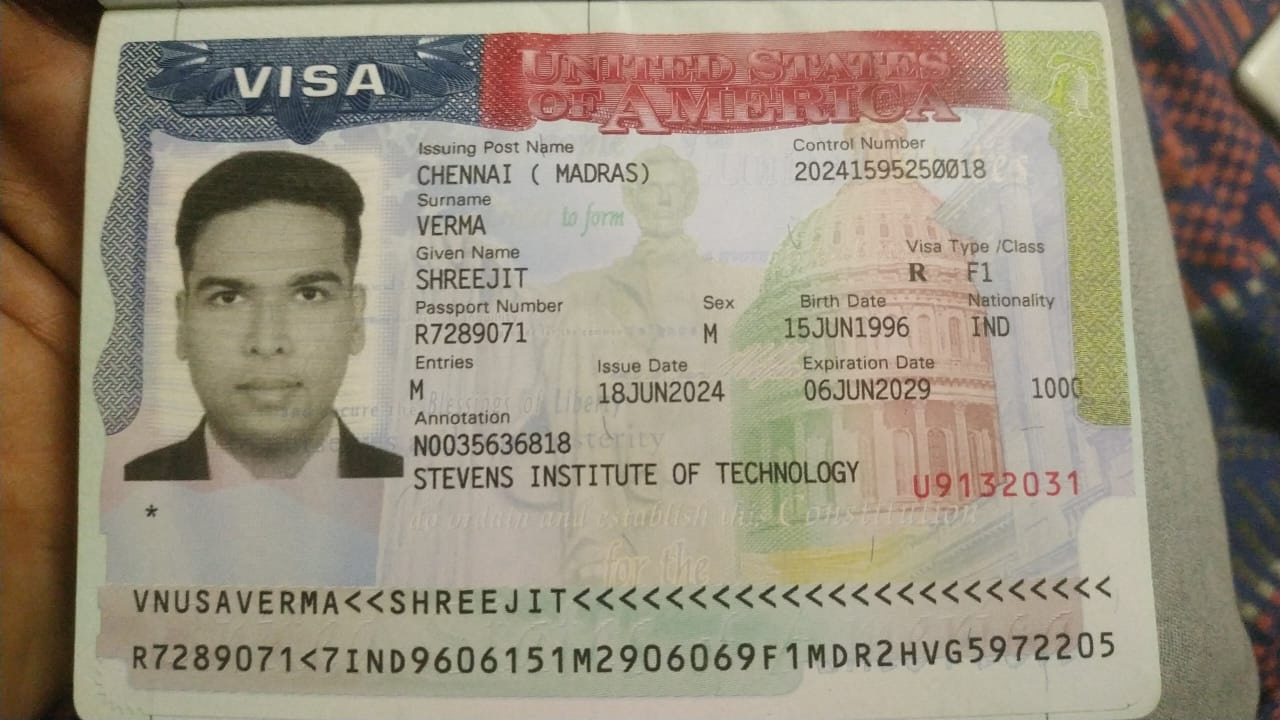 VISA
UNITED STATES
OF AMERICA
Issuing Post Name
CHENNAI ( MADRAS)
Control Number
20241595250018
Surname
VERMA
to form
Given Name
SHREEJIT
Visa Type /Class
R F1
Passport Number
R7289071
Sex
M
Birth Date
15JUN1996
Nationality
IND
Entries
M
Issue Date
18JUN2024
Expiration Date
06JUN2029
Annotation
N0035636818
STEVENS INSTITUTE OF TECHNOLOGY
U9132031
*
Blessings of Liberty
do ordain and establish this Constitution
for the
VNUSAVERMA<<SHREEJIT<<<<<<<<<<<<<<<<<<<<<<<<
R7289071<7IND9606151M2906069F1MDR2HVG5972205